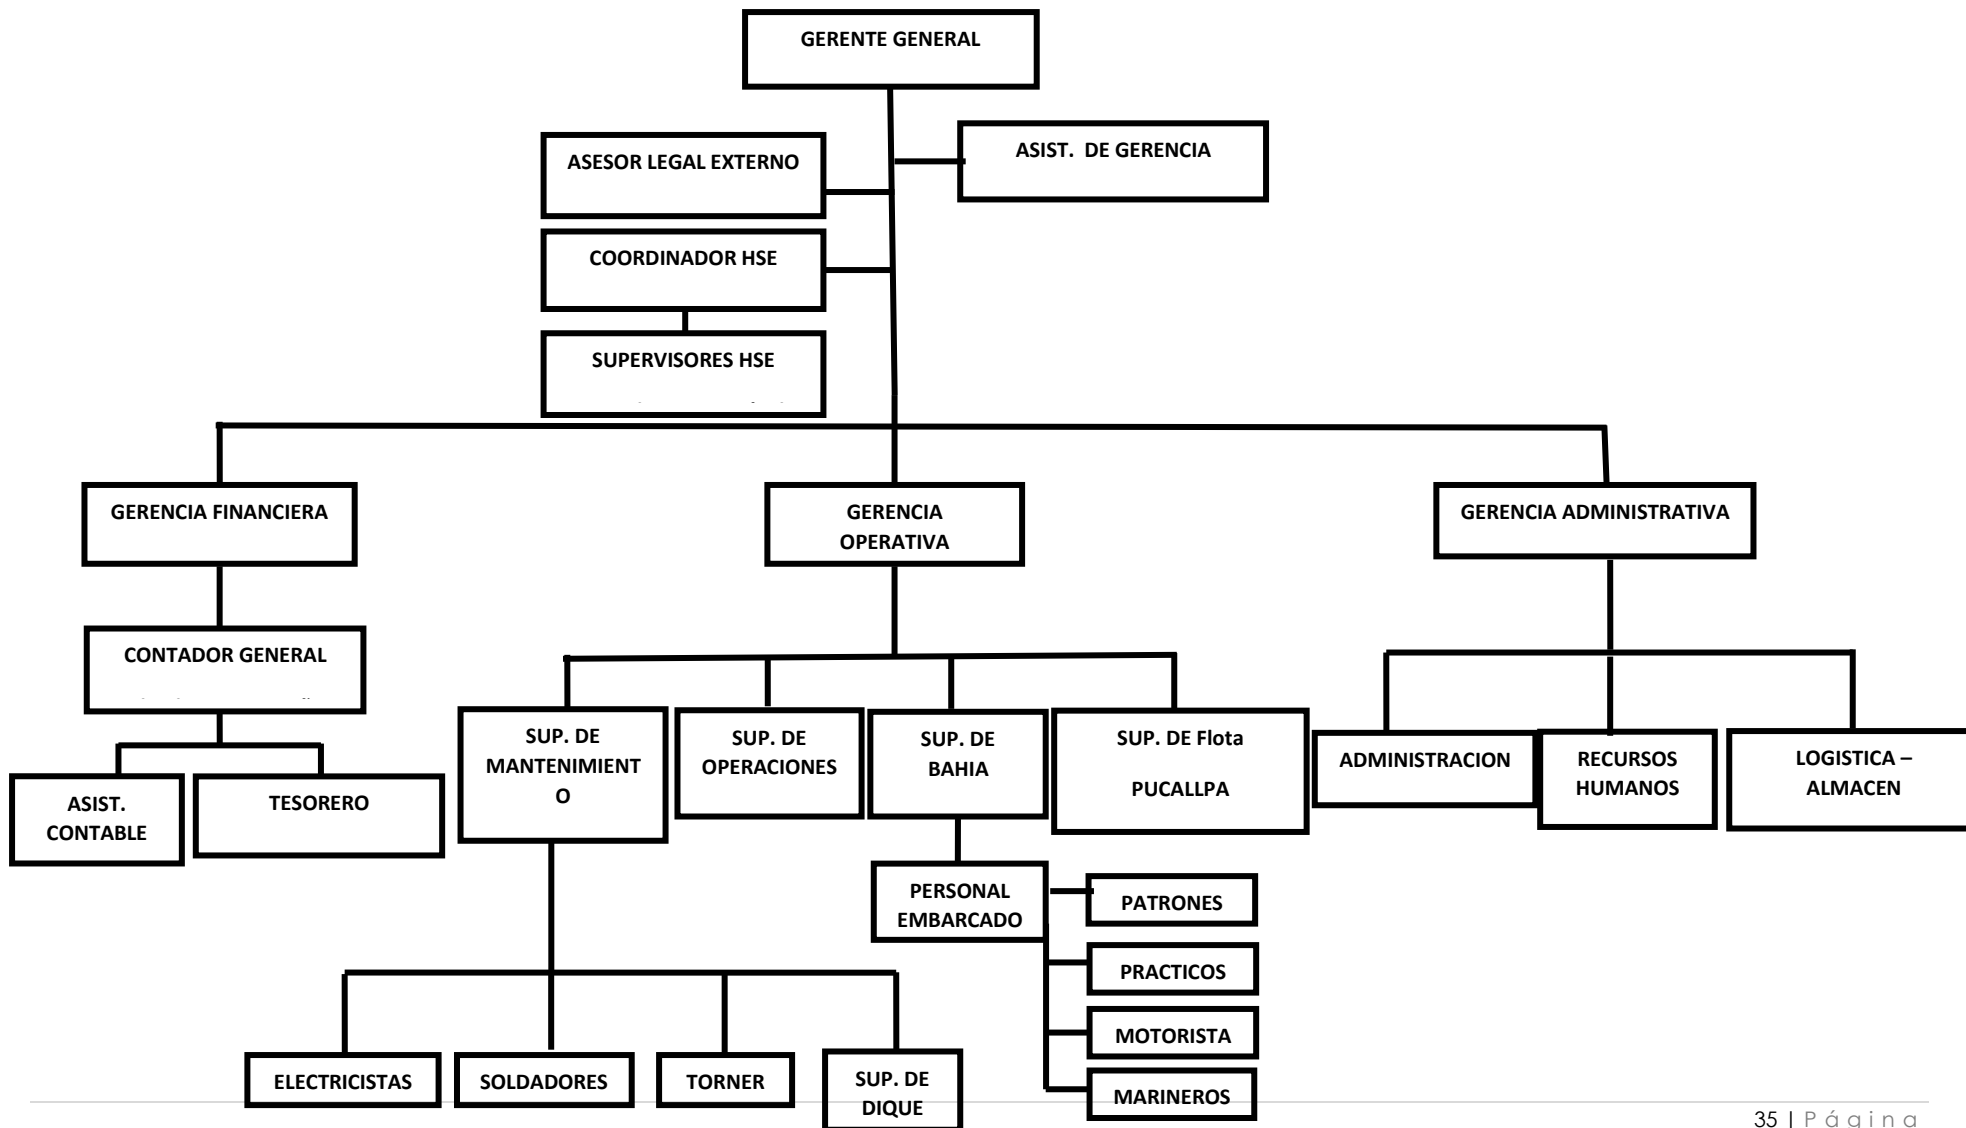 GERENTE GENERAL
ASIST. DE GERENCIA
ASESOR LEGAL EXTERNO
COORDINADOR HSE
SUPERVISORES HSE
GERENCIA FINANCIERA
GERENCIA
OPERATIVA
GERENCIA ADMINISTRATIVA
CONTADOR GENERAL
ASIST.
CONTABLE
TESORERO
SUP. DE
MANTENIMIENT
O
SUP. DE
OPERACIONES
SUP. DE
BAHIA
SUP. DE Flota
PUCALLPA
ADMINISTRACION
RECURSOS
HUMANOS
LOGISTICA –
ALMACEN
PERSONAL
EMBARCADO
PATRONES
PRACTICOS
MOTORISTA
MARINEROS
ELECTRICISTAS
SOLDADORES
TORNER
SUP. DE
DIQUE
35 | Página